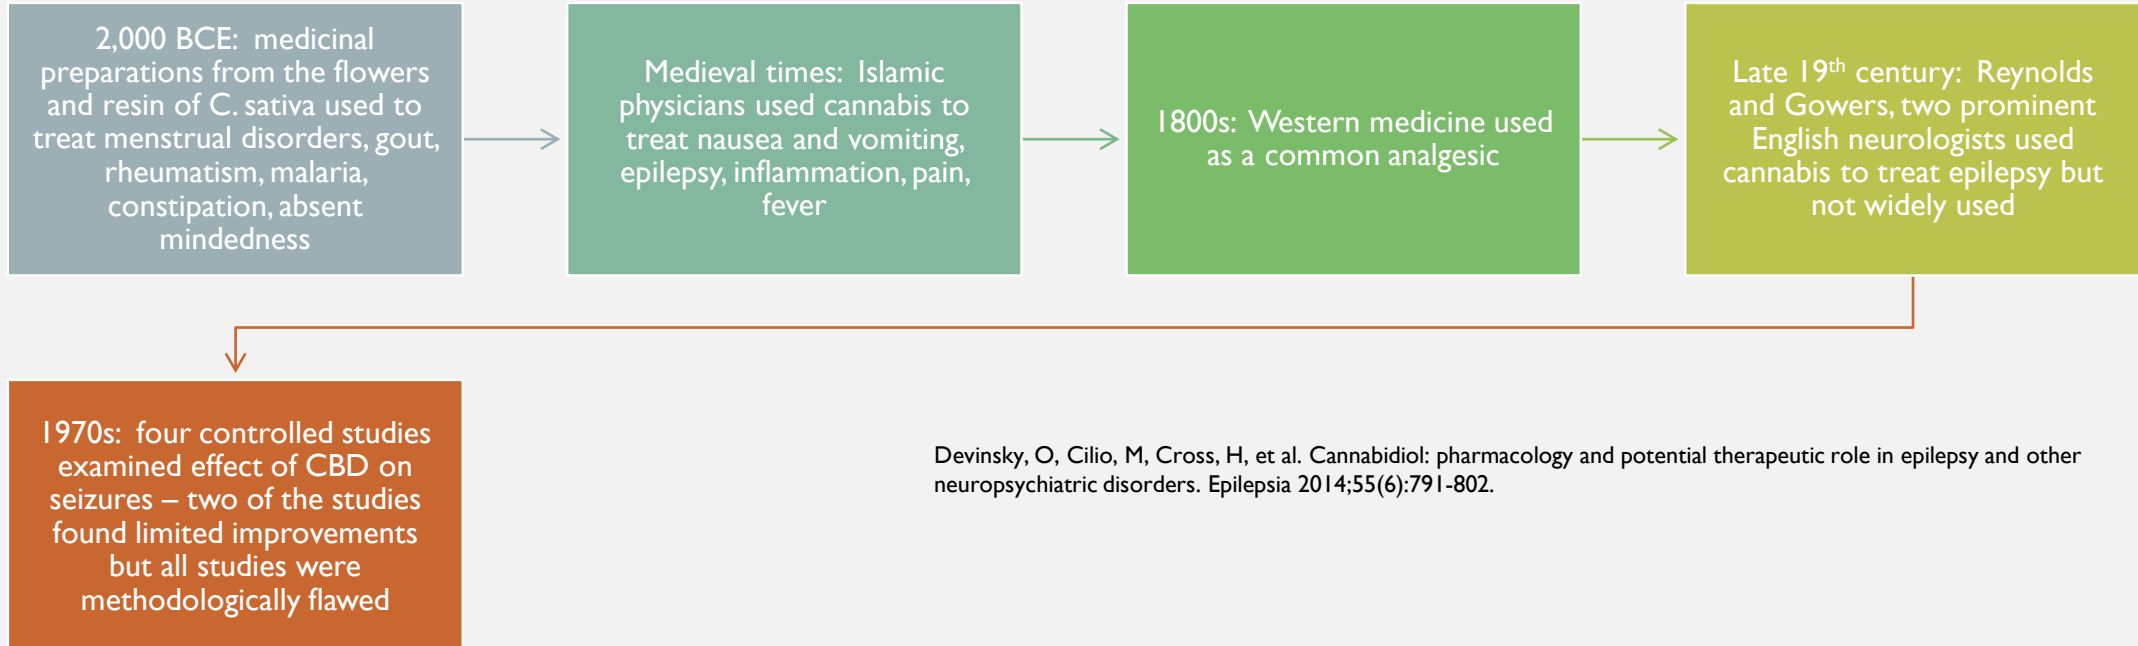 2,000 BCE: medicinal
preparations from the flowers
and resin of C. sativa used to
treat menstrual disorders, gout,
rheumatism, malaria,
constipation, absent
mindedness
Medieval times: Islamic
physicians used cannabis to
treat nausea and vomiting,
epilepsy, inflammation, pain,
fever
1800s: Western medicine used
as a common analgesic
Late 19th century: Reynolds
and Gowers, two prominent
English neurologists used
cannabis to treat epilepsy but
not widely used
1970s: four controlled studies
examined effect of CBD on
seizures – two of the studies
found limited improvements
but all studies were
methodologically flawed
Devinsky, O, Cilio, M, Cross, H, et al. Cannabidiol: pharmacology and potential therapeutic role in epilepsy and other
neuropsychiatric disorders. Epilepsia 2014;55(6):791-802.